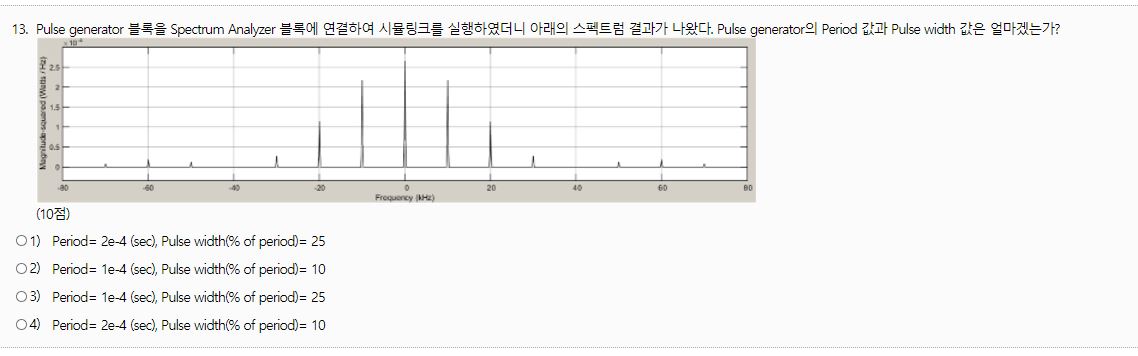 13. Pulse generator 블록을 Spectrum Analyzer 블록에 연결하여 시뮬링크를 실행하였더니 아래의 스펙트럼 결과가 나왔다. Pulse generator의 Period 값과 Pulse width 값은 얼마겠는가?
2.5
2
1.5
1
0.5
0
Magnitude-squared (Watts / Hz)
-80 -60 -40 -20 0 20 40 60 80
Frequency (kHz)
(10점)
1) Period= 2e-4 (sec), Pulse width(% of period)= 25
2) Period= 1e-4 (sec), Pulse width(% of period)= 10
3) Period= 1e-4 (sec), Pulse width(% of period)= 25
4) Period= 2e-4 (sec), Pulse width(% of period)= 10